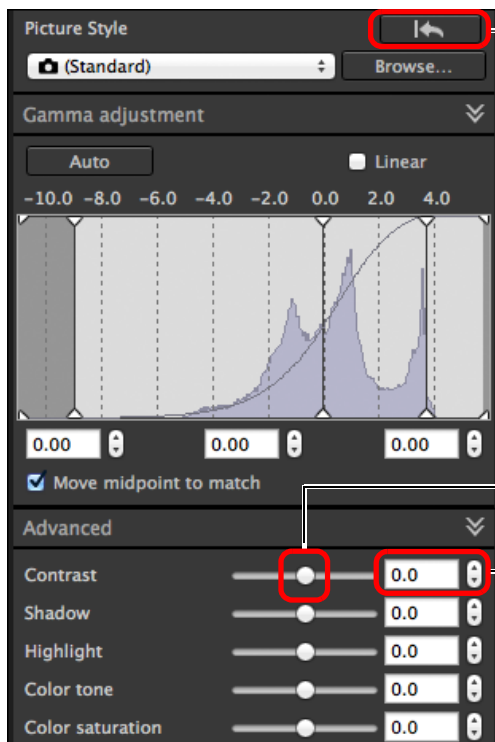 Picture Style
(Standard) Browse...
Gamma adjustment
Auto Linear
-10.0 -8.0 -6.0 -4.0 -2.0 0.0 2.0 4.0
0.00 0.00 0.00
Move midpoint to match
Advanced
Contrast 0.0
Shadow 0.0
Highlight 0.0
Color tone 0.0
Color saturation 0.0